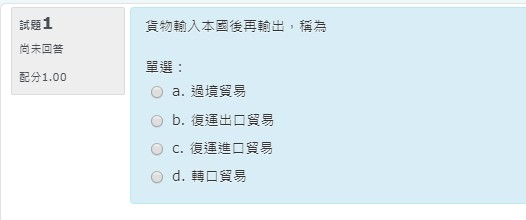 試題1
尚未回答
配分1.00
貨物輸入本國後再輸出，稱為
單選：
a. 過境貿易
b. 復運出口貿易
c. 復運進口貿易
d. 轉口貿易